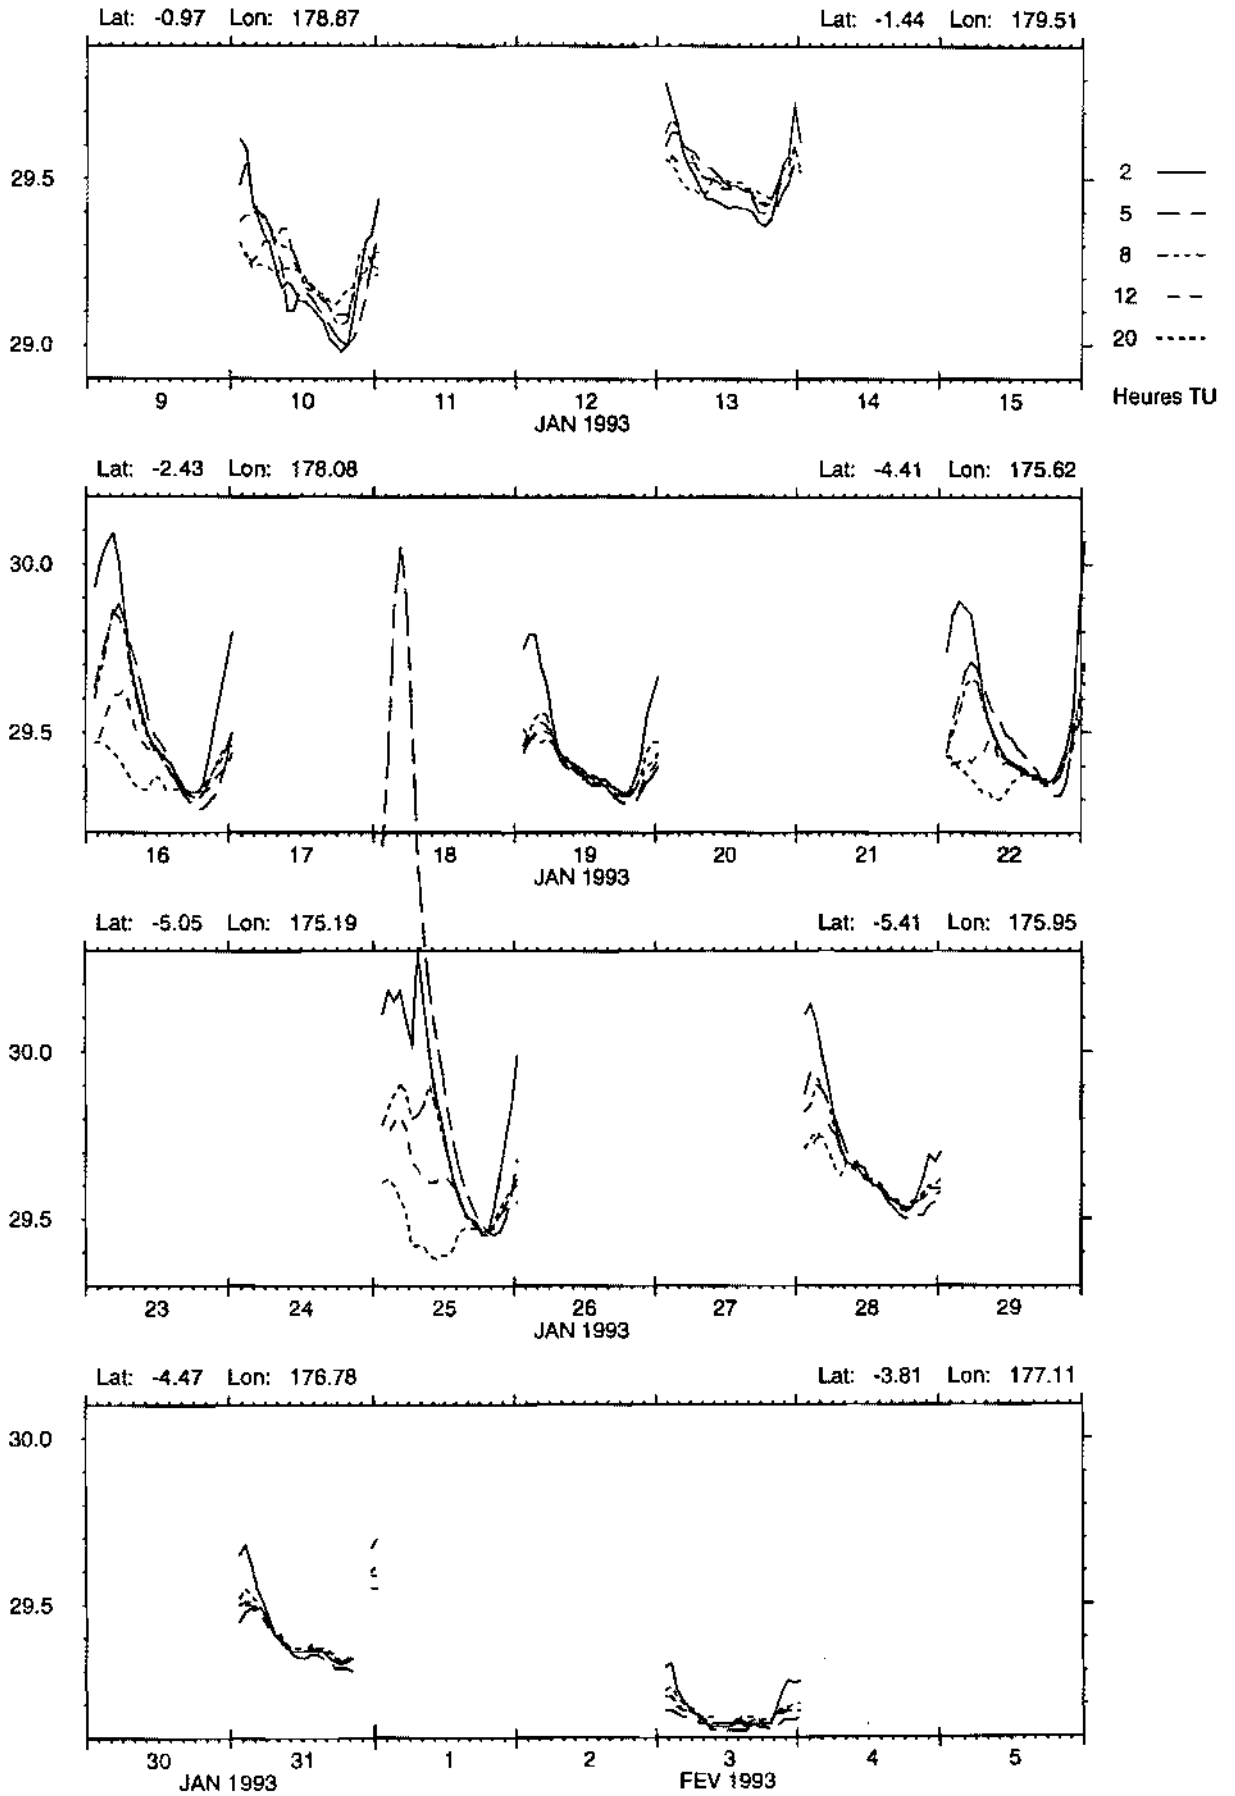 Lat: -0.97 Lon: 178.87 Lat: -1.44 Lon: 179.51
29.5
29.0
2
5
8
12
20
Heures TU
9 10 11 12 13 14 15
JAN 1993
Lat: -2.43 Lon: 178.08 Lat: -4.41 Lon: 175.62
30.0
29.5
16 17 18 19 20 21 22
JAN 1993
Lat: -5.05 Lon: 175.19 Lat: -5.41 Lon: 175.95
30.0
29.5
23 24 25 26 27 28 29
JAN 1993
Lat: -4.47 Lon: 176.78 Lat: -3.81 Lon: 177.11
30.0
29.5
30 31 1 2 3 4 5
JAN 1993 FEV 1993